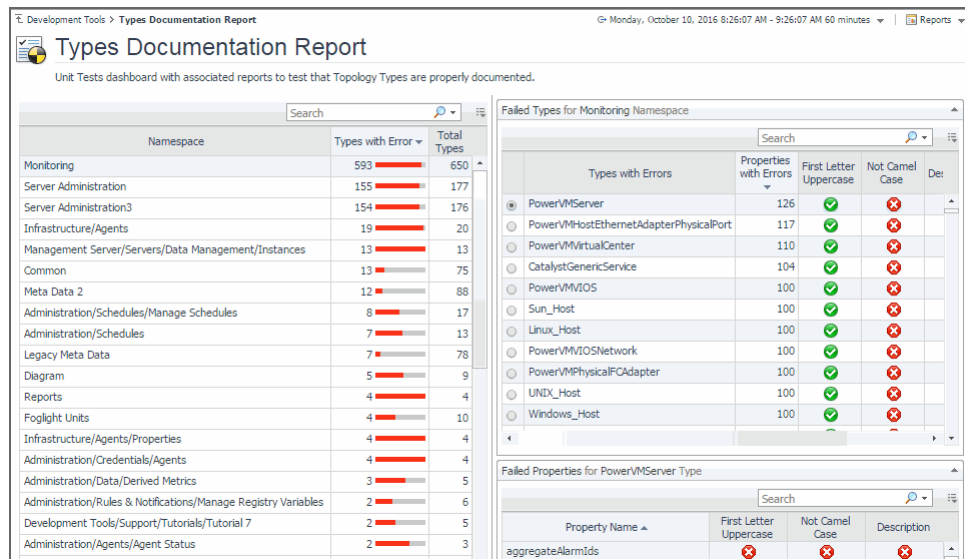 Development Tools > Types Documentation Report
Monday, October 10, 2016 8:26:07 AM - 9:26:07 AM 60 minutes
Reports
Types Documentation Report
Unit Tests dashboard with associated reports to test that Topology Types are properly documented.
Search
Namespace Types with Error Total Types
Monitoring 593 650
Server Administration 155 177
Server Administration3 154 176
Infrastructure/Agents 19 20
Management Server/Servers/Data Management/Instances 13 13
Common 13 75
Meta Data 2 12 88
Administration/Schedules/Manage Schedules 8 17
Administration/Schedules 7 13
Legacy Meta Data 7 78
Diagram 5 9
Reports 4 4
Foglight Units 4 10
Infrastructure/Agents/Properties 4 4
Administration/Credentials/Agents 4 4
Administration/Data/Derived Metrics 3 5
Administration/Rules & Notifications/Manage Registry Variables 2 6
Development Tools/Support/Tutorials/Tutorial 7 2 5
Administration/Agents/Agent Status 2 3
Failed Types for Monitoring Namespace
Search
Types with Errors Properties with Errors First Letter Uppercase Not Camel Case Des
PowerVMServer 126
PowerVMHostEthernetAdapterPhysicalPort 117
PowerVMVirtualCenter 110
CatalystGenericService 104
PowerVMVIOS 100
Sun_Host 100
Linux_Host 100
PowerVMVIOSNetwork 100
PowerVMPhysicalFCAdapter 100
UNIX_Host 100
Windows_Host 100
Failed Properties for PowerVMServer Type
Search
Property Name First Letter Uppercase Not Camel Case Description
aggregateAlarmIds